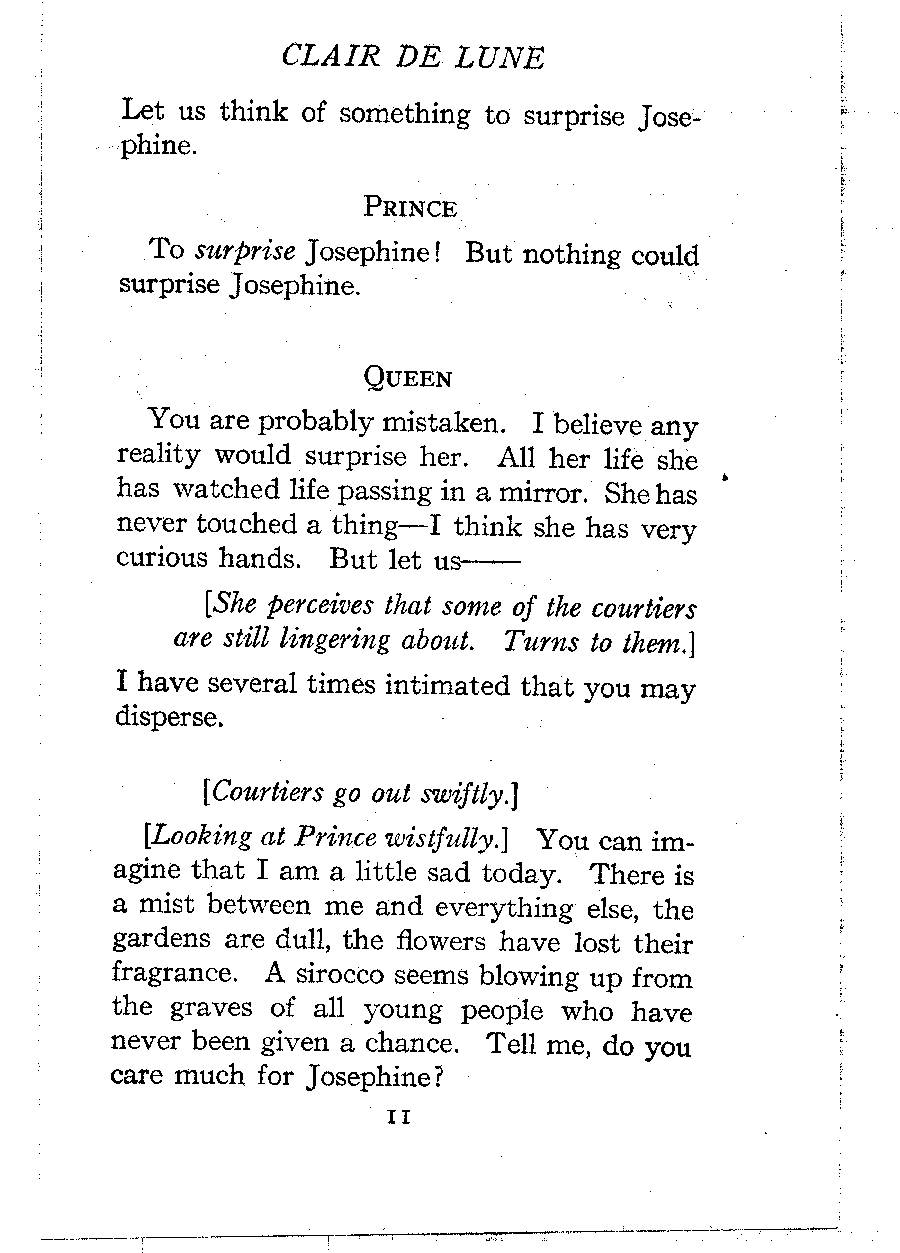 CLAIR DE LUNE
Let us think of something to surprise Jose-
phine.
PRINCE
To surprise Josephine! But nothing could
surprise Josephine.
QUEEN
You are probably mistaken. I believe any
reality would surprise her. All her life she
has watched life passing in a mirror. She has
never touched a thing—I think she has very
curious hands. But let us——
[She perceives that some of the courtiers
are still lingering about. Turns to them.]
I have several times intimated that you may
disperse.
[Courtiers go out swiftly.]
[Looking at Prince wistfully.] You can im-
agine that I am a little sad today. There is
a mist between me and everything else, the
gardens are dull, the flowers have lost their
fragrance. A sirocco seems blowing up from
the graves of all young people who have
never been given a chance. Tell me, do you
care much for Josephine?
11